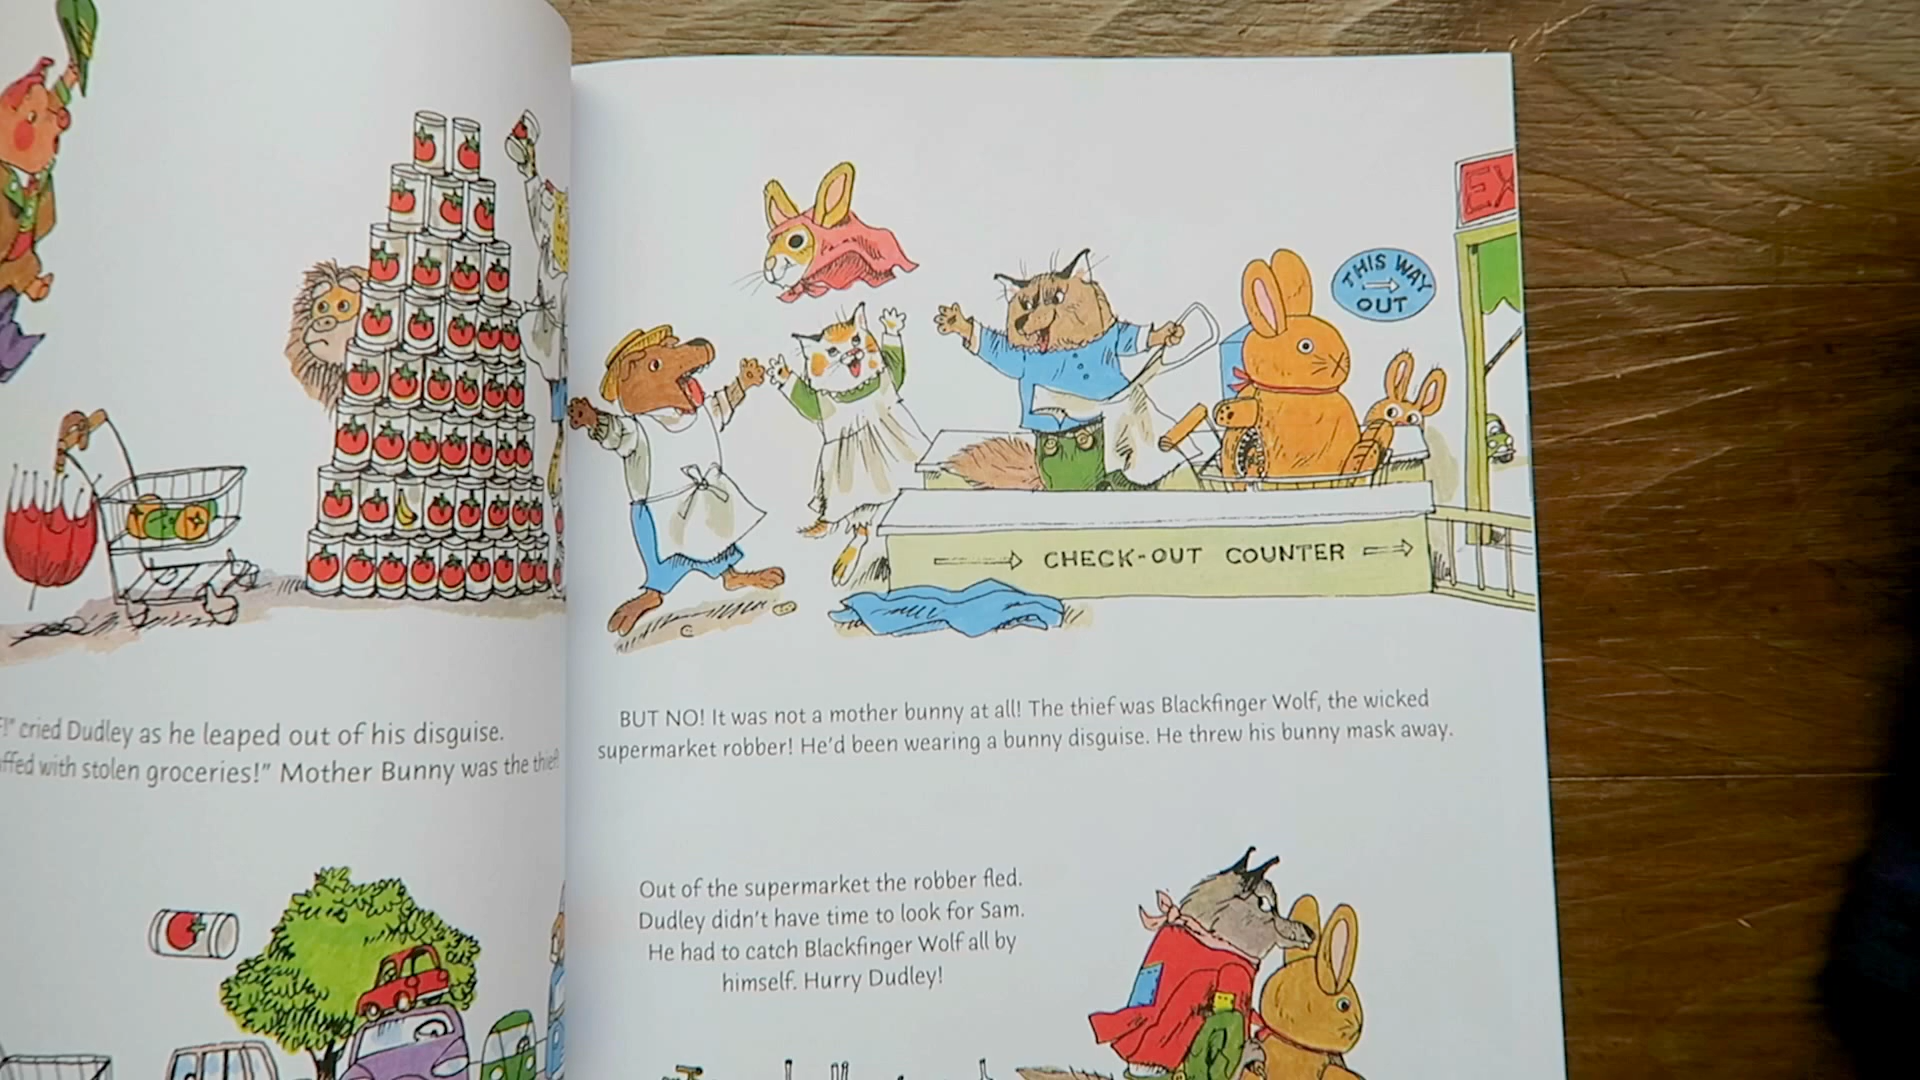 cried Dudley as he leaped out of his disguise.
with stolen groceries!" Mother Bunny was the thief!
THIS WAY
OUT
CHECK-OUT COUNTER
BUT NO! It was not a mother bunny at all! The thief was Blackfinger Wolf, the wicked
supermarket robber! He'd been wearing a bunny disguise. He threw his bunny mask away.
Out of the supermarket the robber fled.
Dudley didn't have time to look for Sam.
He had to catch Blackfinger Wolf all by
himself. Hurry Dudley!